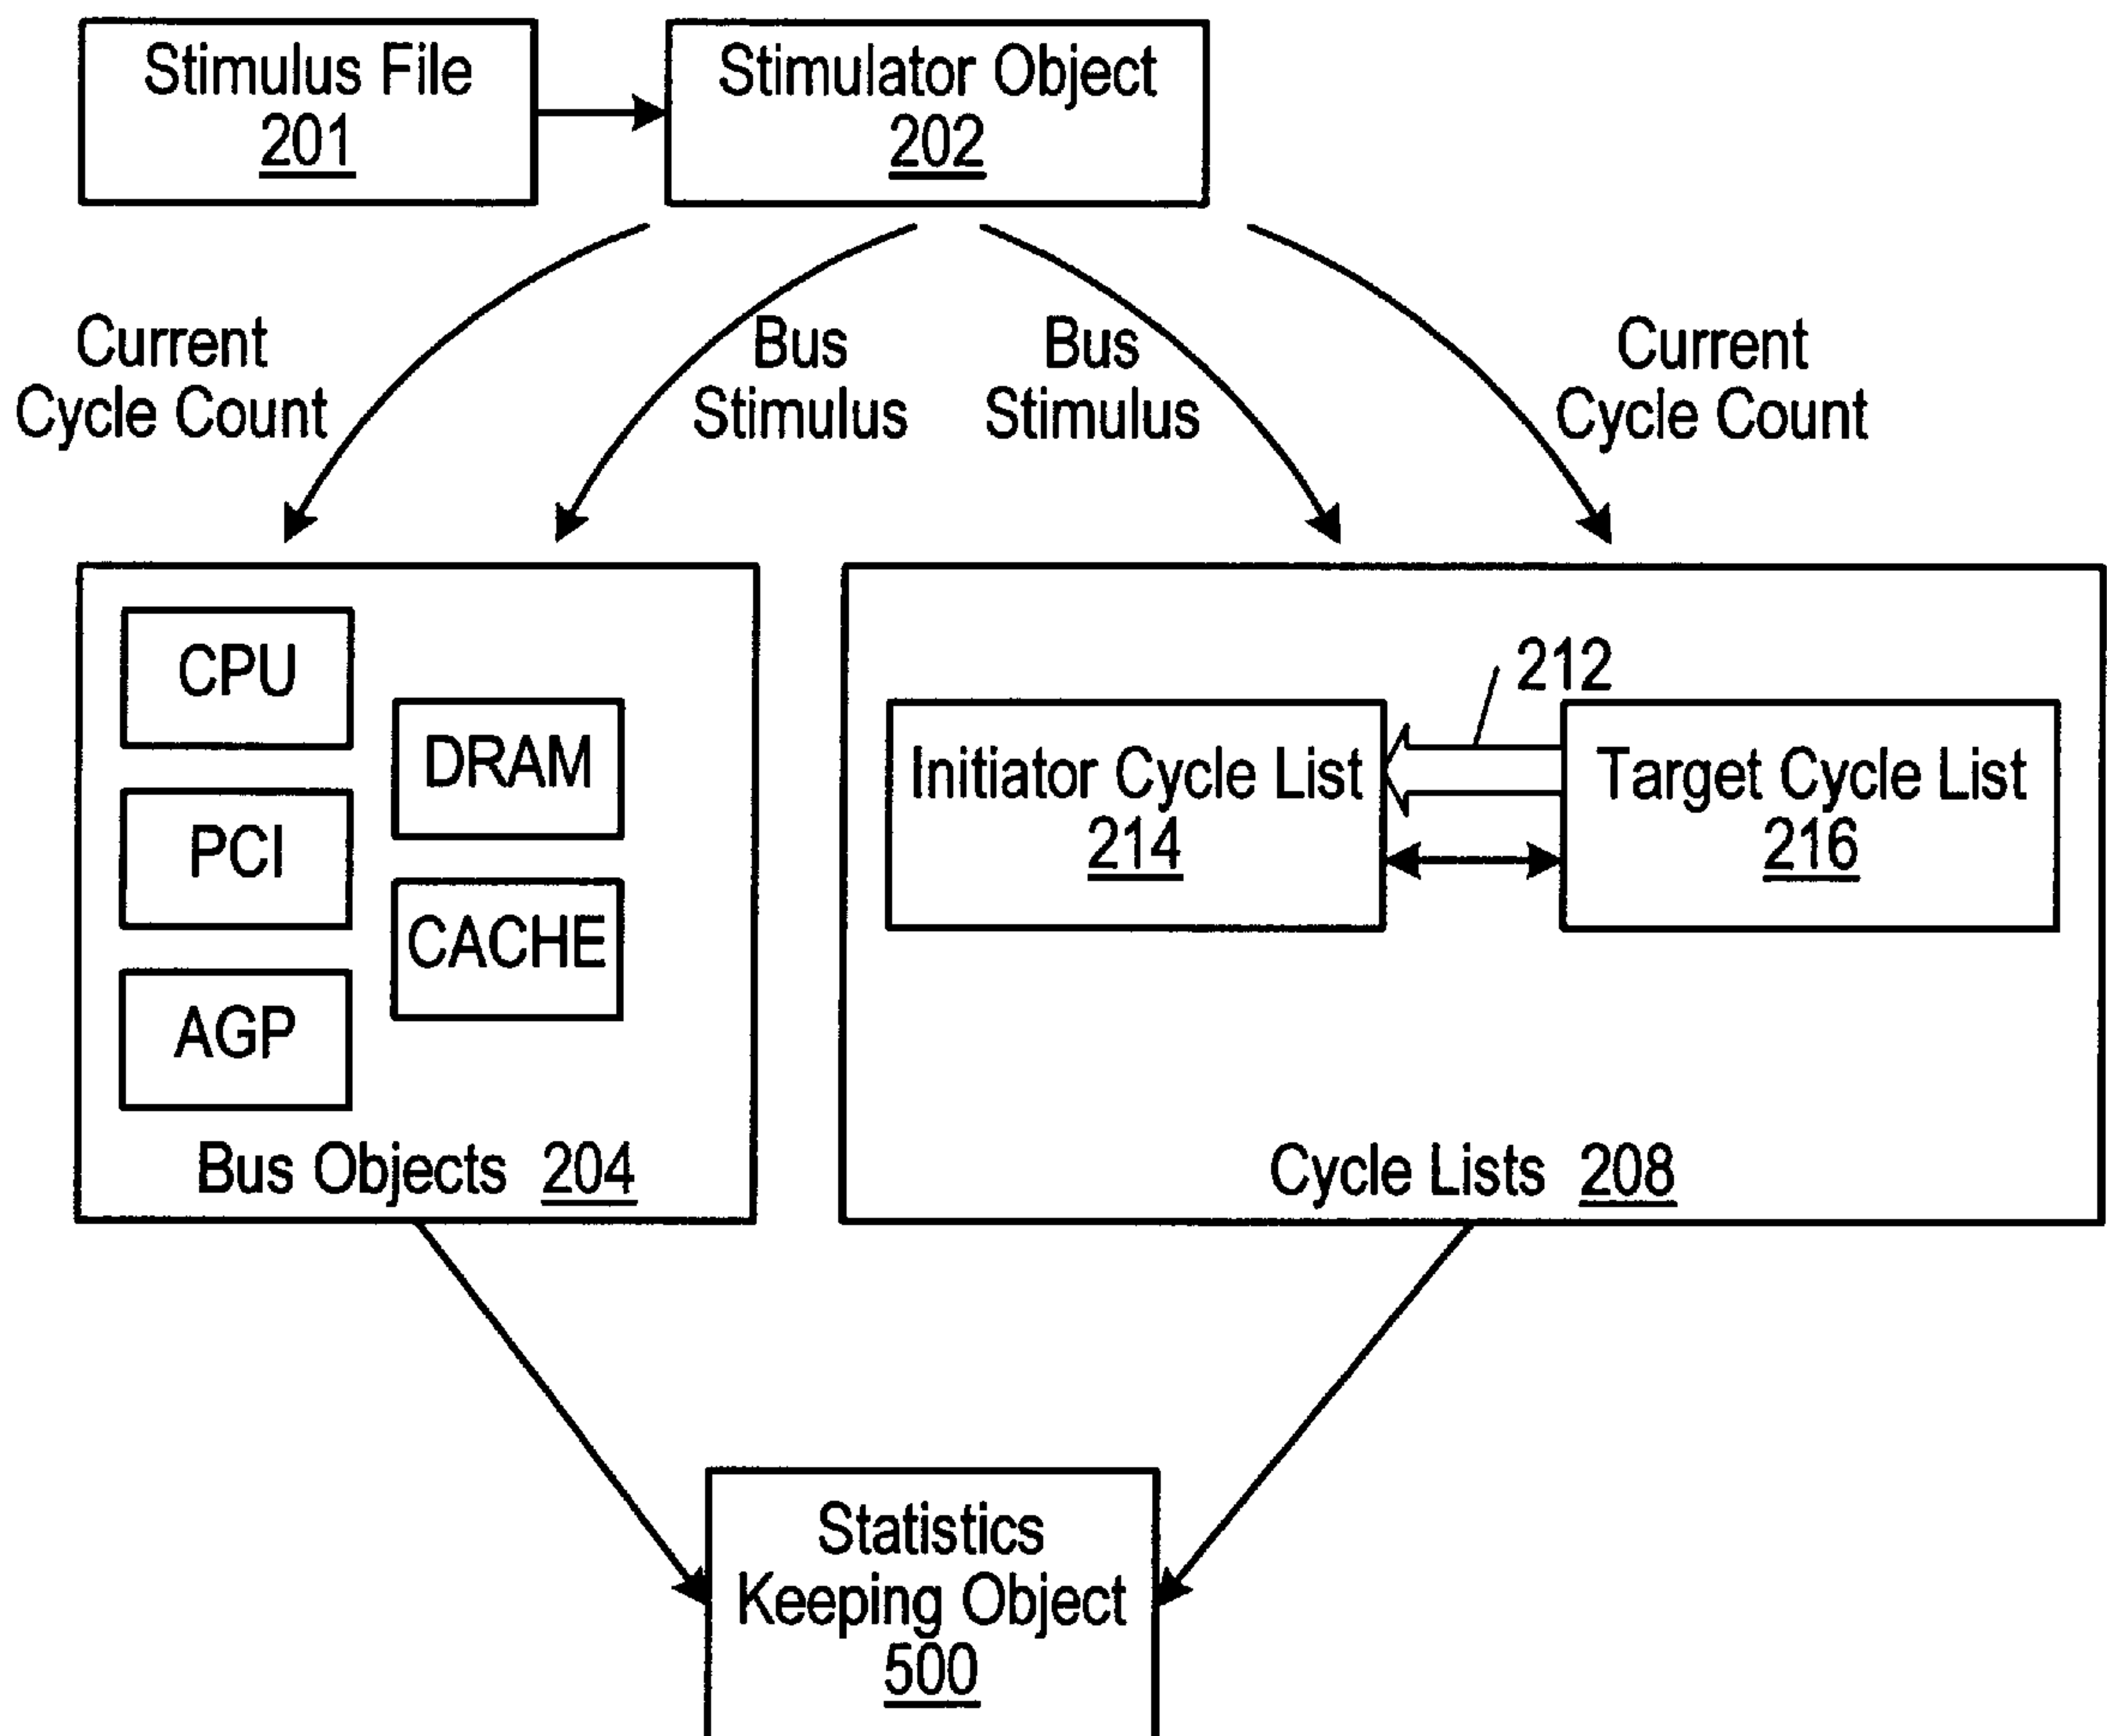 Stimulus File
201
Stimulator Object
202
Current
Cycle Count
Bus
Stimulus
Bus
Stimulus
Current
Cycle Count
CPU
DRAM
PCI
CACHE
AGP
Bus Objects 204
212
Initiator Cycle List
214
Target Cycle List
216
Cycle Lists 208
Statistics
Keeping Object
500